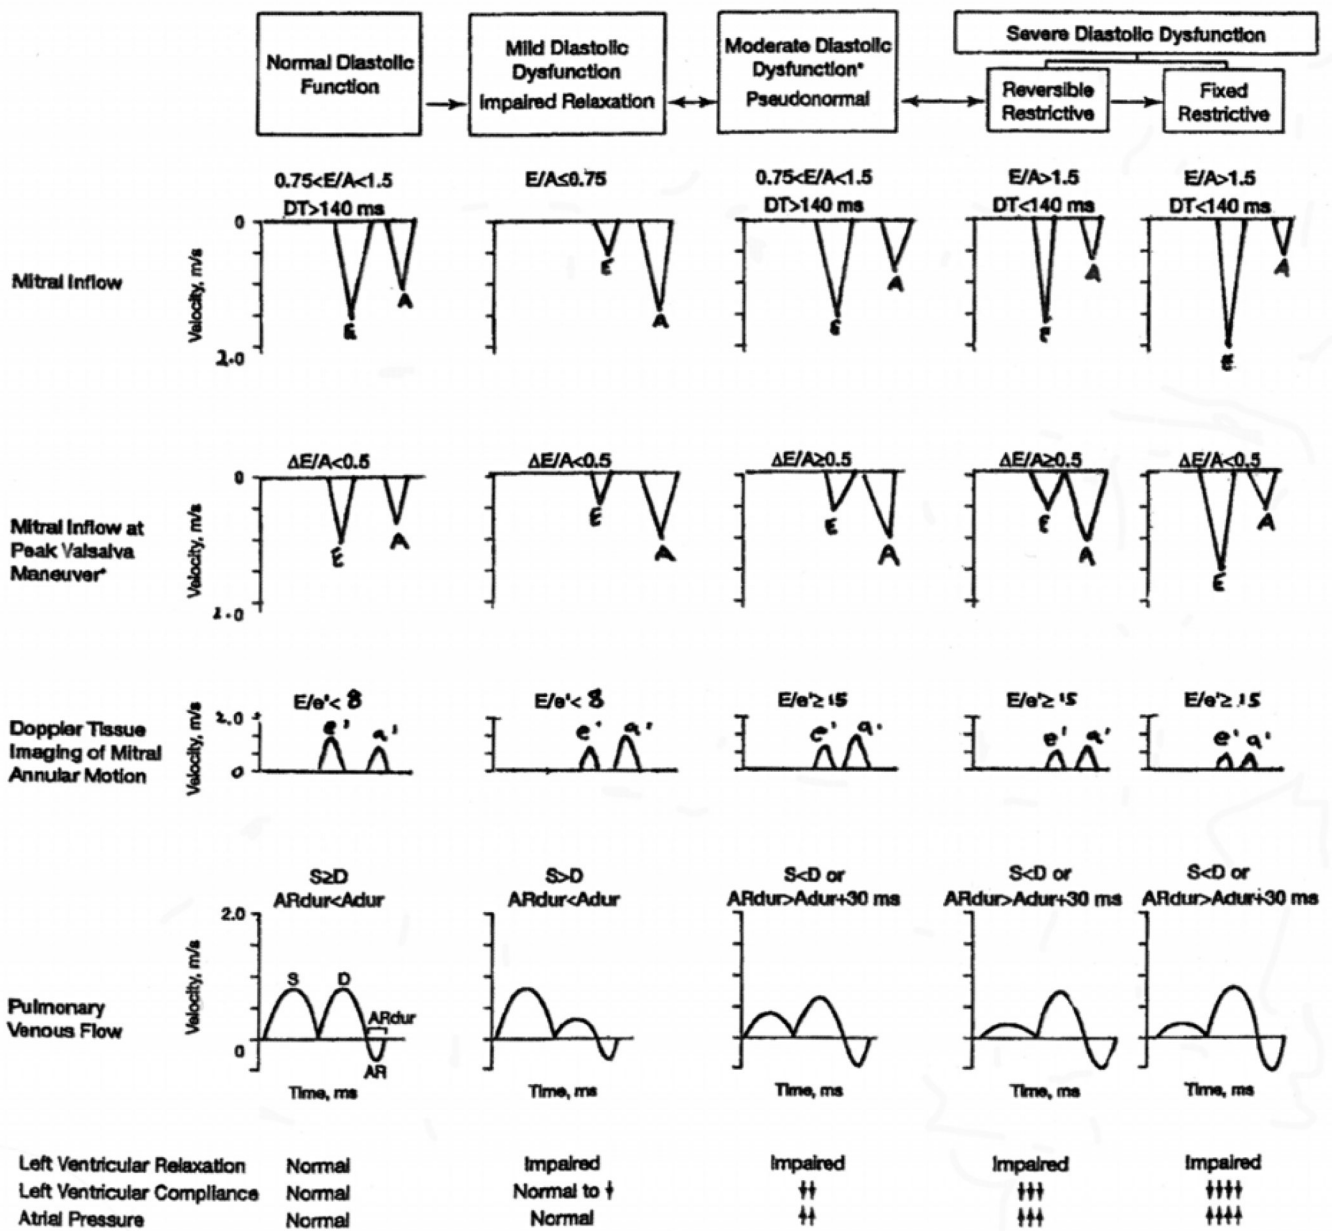 Normal Diastolic
Function
Mild Diastolic
Dysfunction
Impaired Relaxation
Moderate Diastolic
Dysfunction*
Pseudonormal
Severe Diastolic Dysfunction
Reversible
Restrictive
Fixed
Restrictive
Mitral Inflow
Velocity, m/s
0
1.0
0.75<E/A<1.5
DT>140 ms
E
A
E/A≤0.75
E
A
0.75<E/A<1.5
DT>140 ms
E
A
E/A>1.5
DT<140 ms
E
A
E/A>1.5
DT<140 ms
E
A
Mitral Inflow at
Peak Valsalva
Maneuver*
Velocity, m/s
0
1.0
ΔE/A<0.5
E
A
ΔE/A<0.5
E
A
ΔE/A≥0.5
E
A
ΔE/A≥0.5
E
A
ΔE/A<0.5
E
A
Doppler Tissue
Imaging of Mitral
Annular Motion
Velocity, m/s
2.0
0
E/e'<8
e'
a'
E/e'<8
e'
a'
E/e'≥15
e'
a'
E/e'≥15
e'
a'
E/e'≥15
e'
a'
Pulmonary
Venous Flow
Velocity, m/s
2.0
0
S≥D
ARdur<Adur
S
D
ARdur
AR
Time, ms
S>D
ARdur<Adur
Time, ms
S<D or
ARdur>Adur+30 ms
Time, ms
S<D or
ARdur>Adur+30 ms
Time, ms
S<D or
ARdur>Adur+30 ms
Time, ms
Left Ventricular Relaxation Normal Impaired Impaired Impaired Impaired
Left Ventricular Compliance Normal Normal to
Atrial Pressure Normal Normal